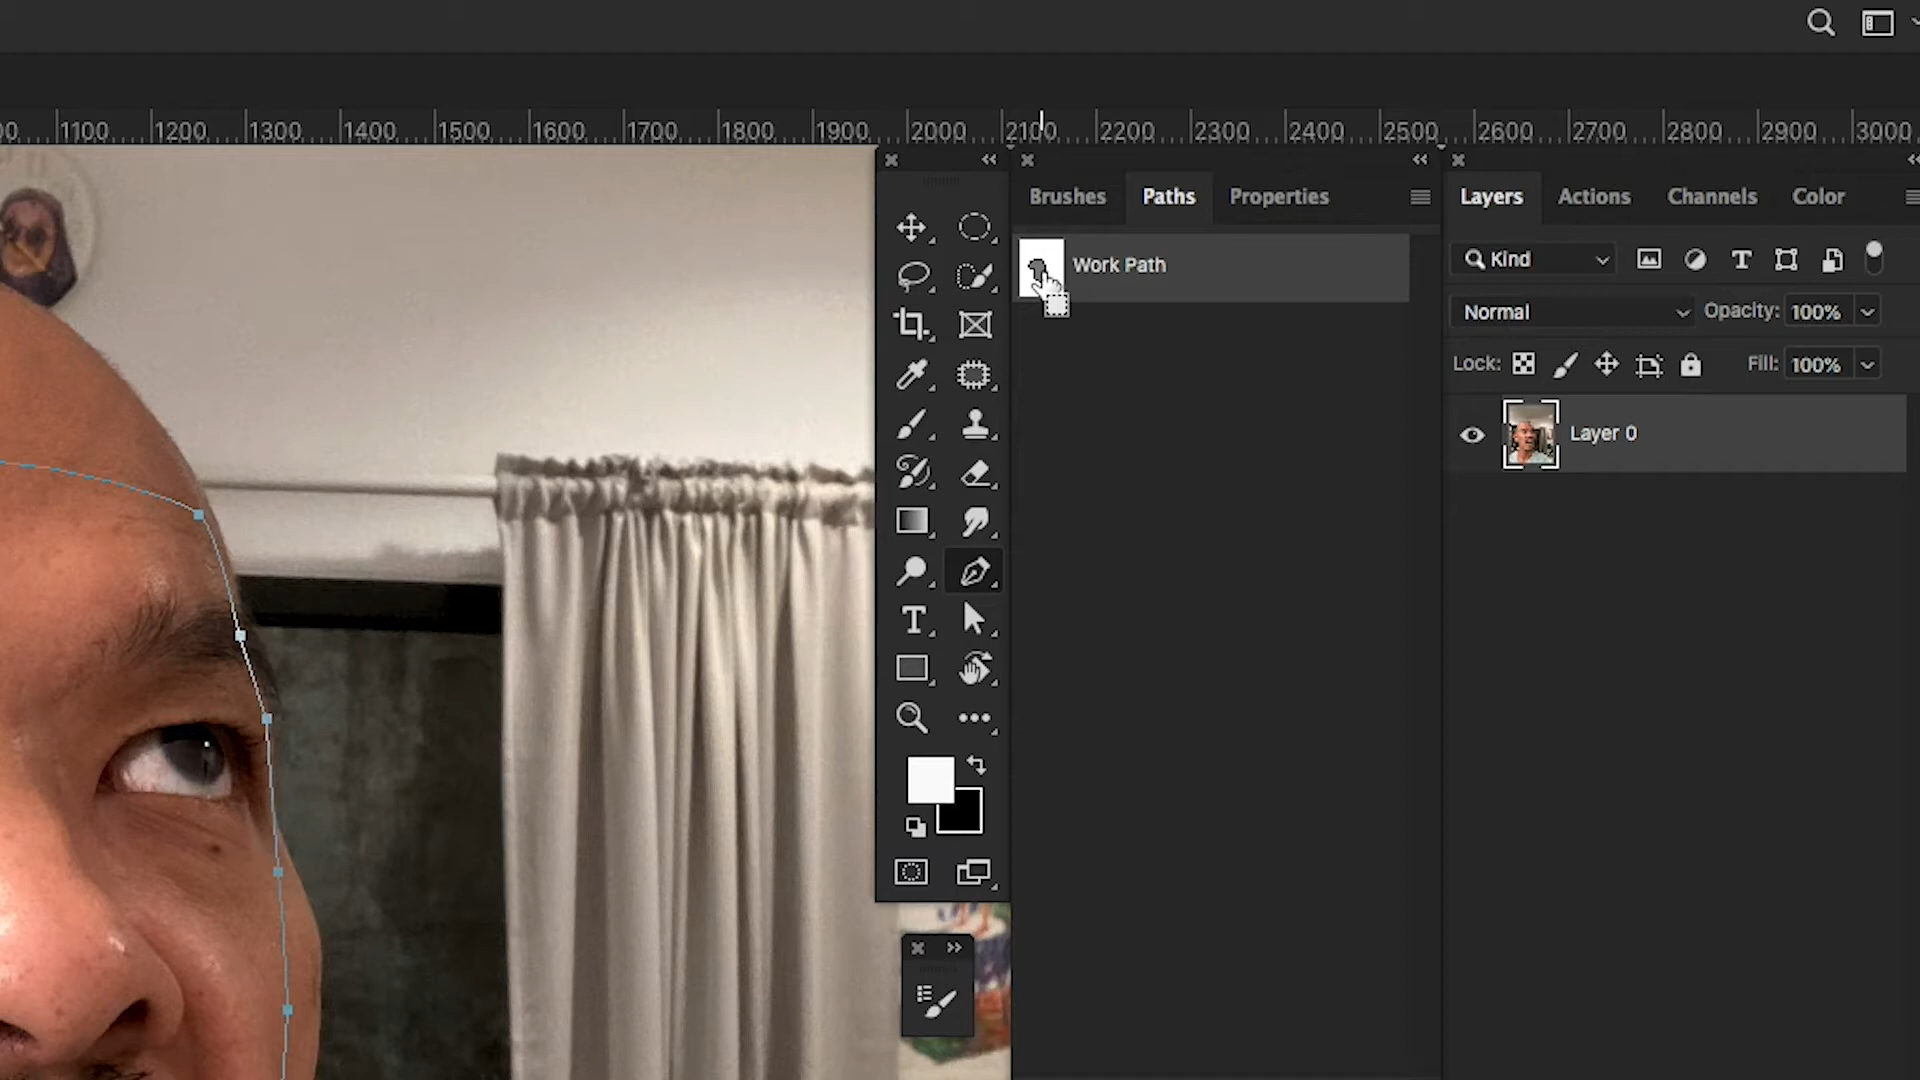 00 1100 1200 1300 1400 1500 1600 1700 1800 1900 2000 2100 2200 2300 2400 2500 2600 2700 2800 2900 3000
Brushes Paths Properties
Work Path
Layers Actions Channels Color
Kind
Normal Opacity: 100%
Lock: Fill: 100%
Layer 0